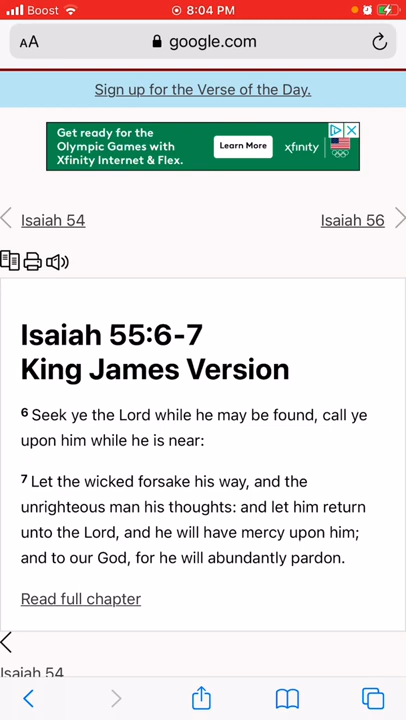 Boost 8:04 PM
AA google.com
Sign up for the Verse of the Day.
Get ready for the
Olympic Games with
Xfinity Internet & Flex.
Learn More
xfinity
Isaiah 54 Isaiah 56
Isaiah 55:6-7
King James Version
6 Seek ye the Lord while he may be found, call ye
upon him while he is near:
7 Let the wicked forsake his way, and the
unrighteous man his thoughts: and let him return
unto the Lord, and he will have mercy upon him;
and to our God, for he will abundantly pardon.
Read full chapter
Isaiah 54